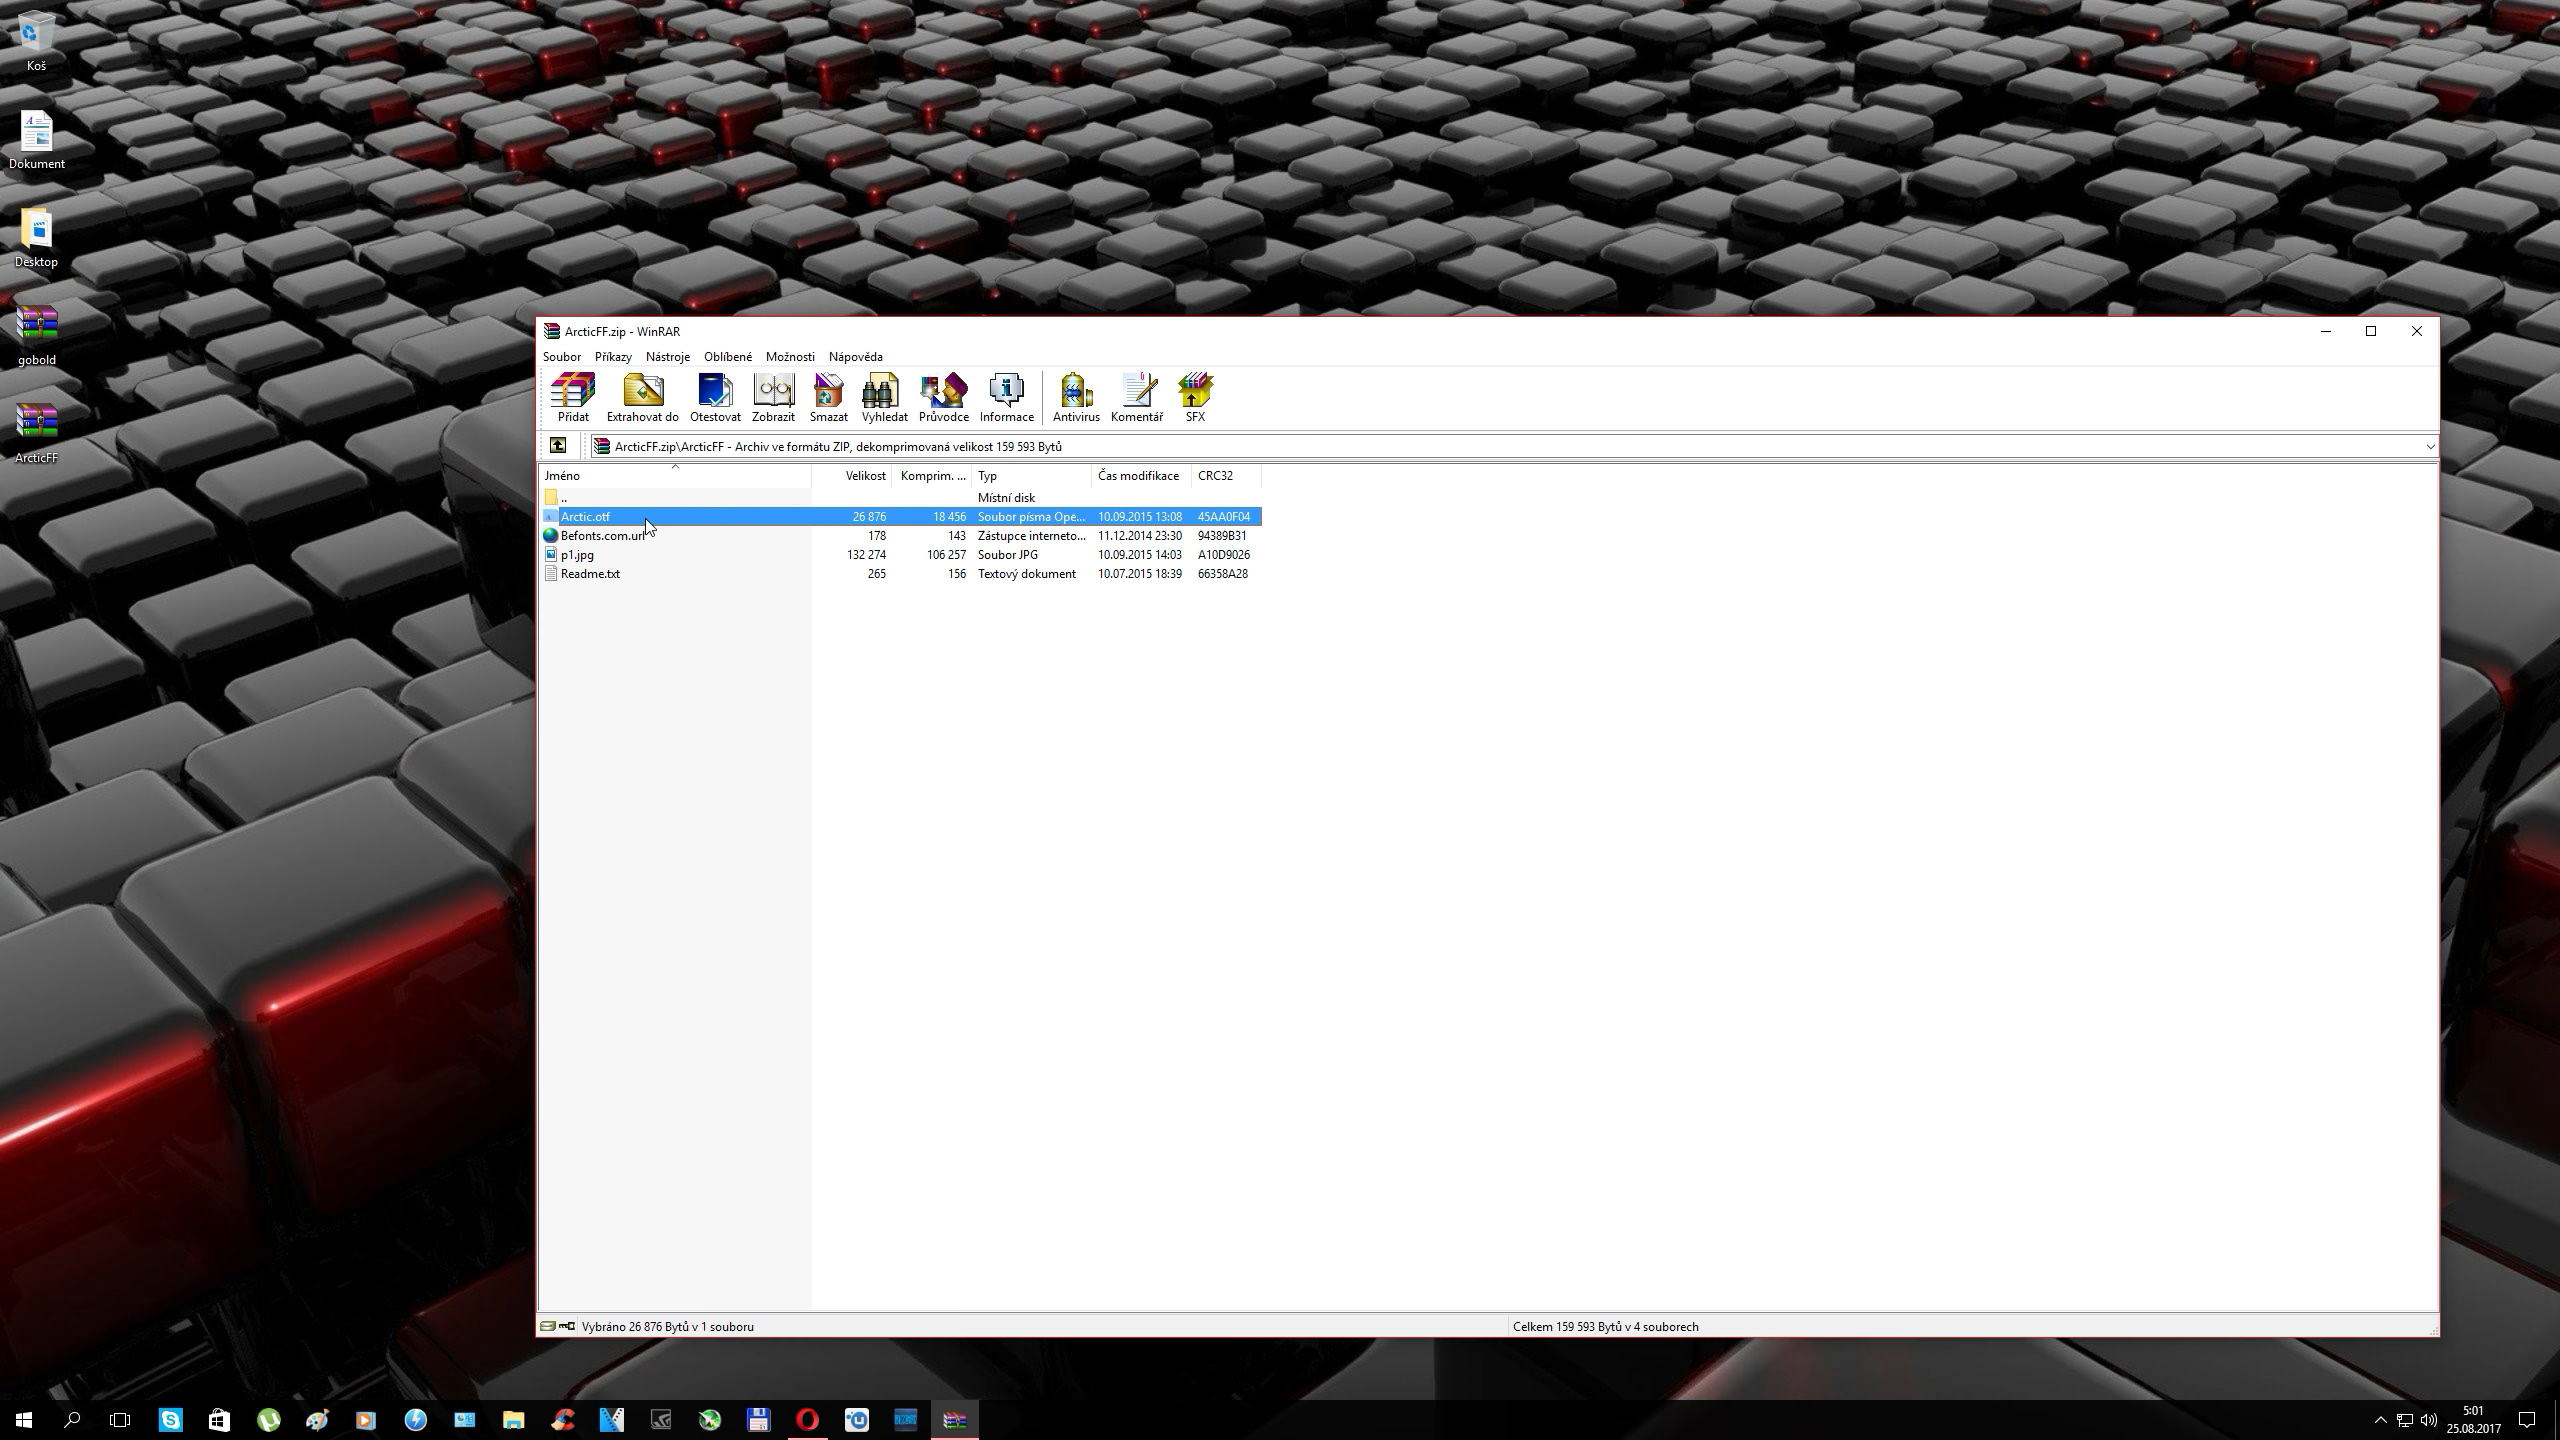 Koš
Dokument
Desktop
gobold
ArcticFF
ArcticFF.zip - WinRAR
Soubor Příkazy Nástroje Oblíbené Možnosti Nápověda
Přidat Extrahovat do Otestovat Zobrazit Smazat Vyhledat Průvodce Informace Antivirus Komentář SFX
ArcticFF.zip\ArcticFF - Archiv ve formátu ZIP, dekomprimovaná velikost 159 593 Bytů
Jméno Velikost Komprim. ... Typ Čas modifikace CRC32
.. Místní disk
Arctic.otf 26 876 18 456 Soubor písma Ope... 10.09.2015 13:08 45AA0F04
Befonts.com.url 178 143 Zástupce interneto... 11.12.2014 23:30 94389B31
p1.jpg 132 274 106 257 Soubor JPG 10.09.2015 14:03 A10D9026
Readme.txt 265 156 Textový dokument 10.07.2015 18:39 66358A28
Vybráno 26 876 Bytů v 1 souboru Celkem 159 593 Bytů v 4 souborech
5:01
25.08.2017